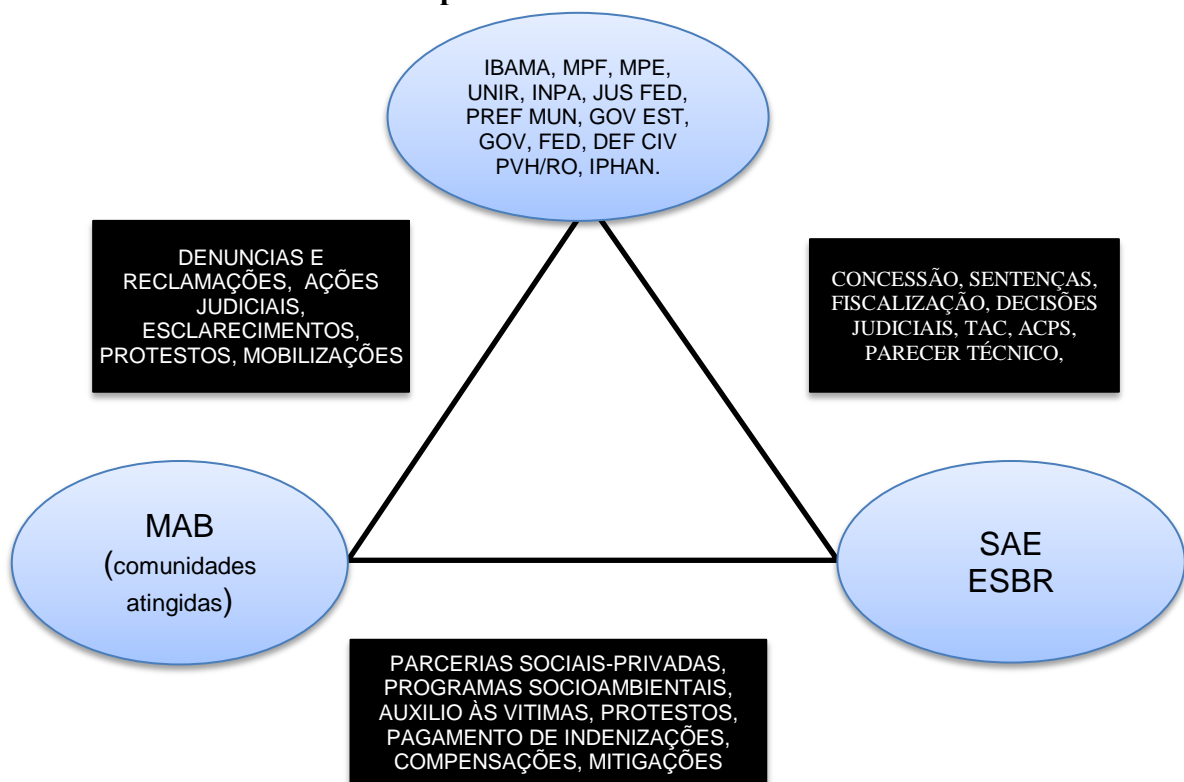 IBAMA, MPF, MPE,
UNIR, INPA, JUS FED,
PREF MUN, GOV EST,
GOV, FED, DEF CIV
PVH/RO, IPHAN.
DENUNCIAS E
RECLAMAÇÕES, AÇÕES
JUDICIAIS,
ESCLARECIMENTOS,
PROTESTOS, MOBILIZAÇÕES
CONCESSÃO, SENTENÇAS,
FISCALIZAÇÃO, DECISÕES
JUDICIAIS, TAC, ACPS,
PARECER TÉCNICO,
MAB
(comunidades
atingidas)
SAE
ESBR
PARCERIAS SOCIAIS-PRIVADAS,
PROGRAMAS SOCIOAMBIENTAIS,
AUXILIO ÀS VITIMAS, PROTESTOS,
PAGAMENTO DE INDENIZAÇÕES,
COMPENSAÇÕES, MITIGAÇÕES